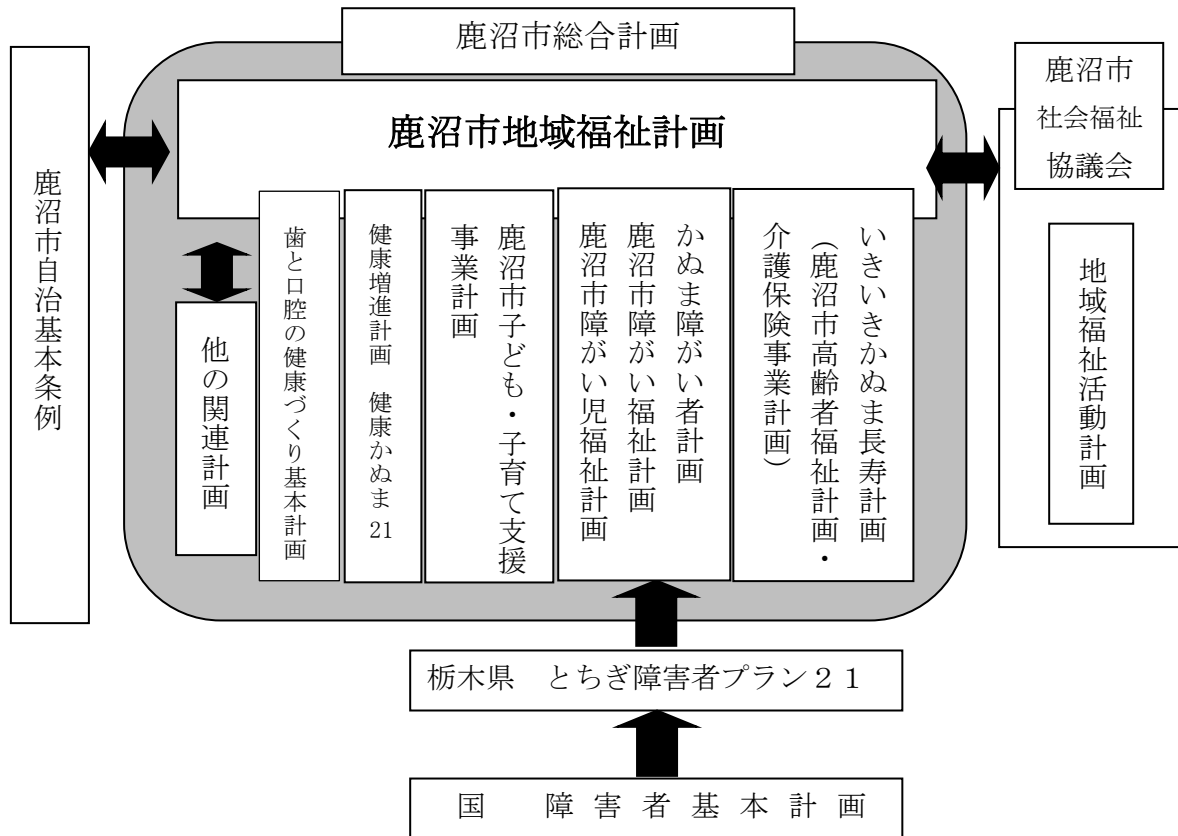 鹿沼市総合計画
鹿沼市地域福祉計画
鹿沼市自治基本条例
鹿沼市
社会福祉
協議会
地域福祉活動計画
いきいきかぬま長寿計画
（鹿沼市高齢者福祉計画・
介護保険事業計画）
かぬま障がい者計画
鹿沼市障がい福祉計画
鹿沼市障がい児福祉計画
鹿沼市子ども・子育て支援
事業計画
健康増進計画　健康かぬま21
歯と口腔の健康づくり基本計画
他の関連計画
栃木県　とちぎ障害者プラン２１
国　障害者基本計画